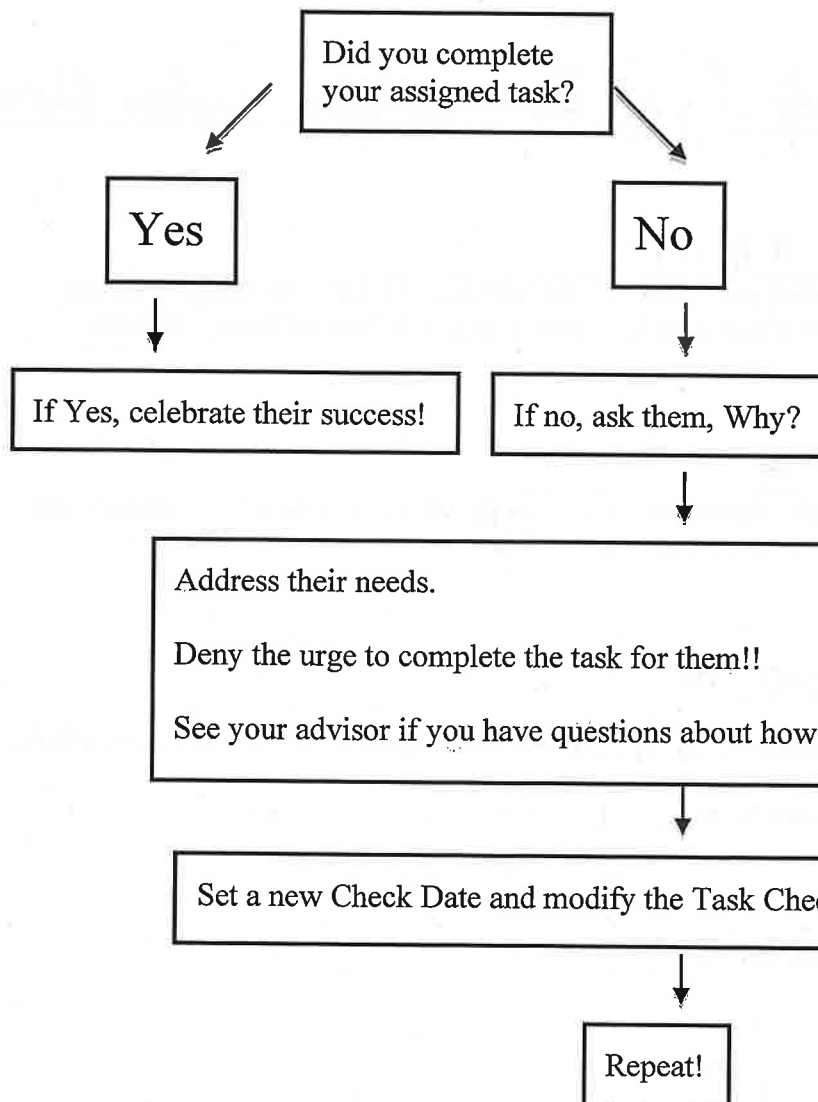 Did you complete
your assigned task?
Yes
No
If Yes, celebrate their success!
If no, ask them, Why?
Address their needs.
Deny the urge to complete the task for them!!
See your advisor if you have questions about how
Set a new Check Date and modify the Task
Repeat!